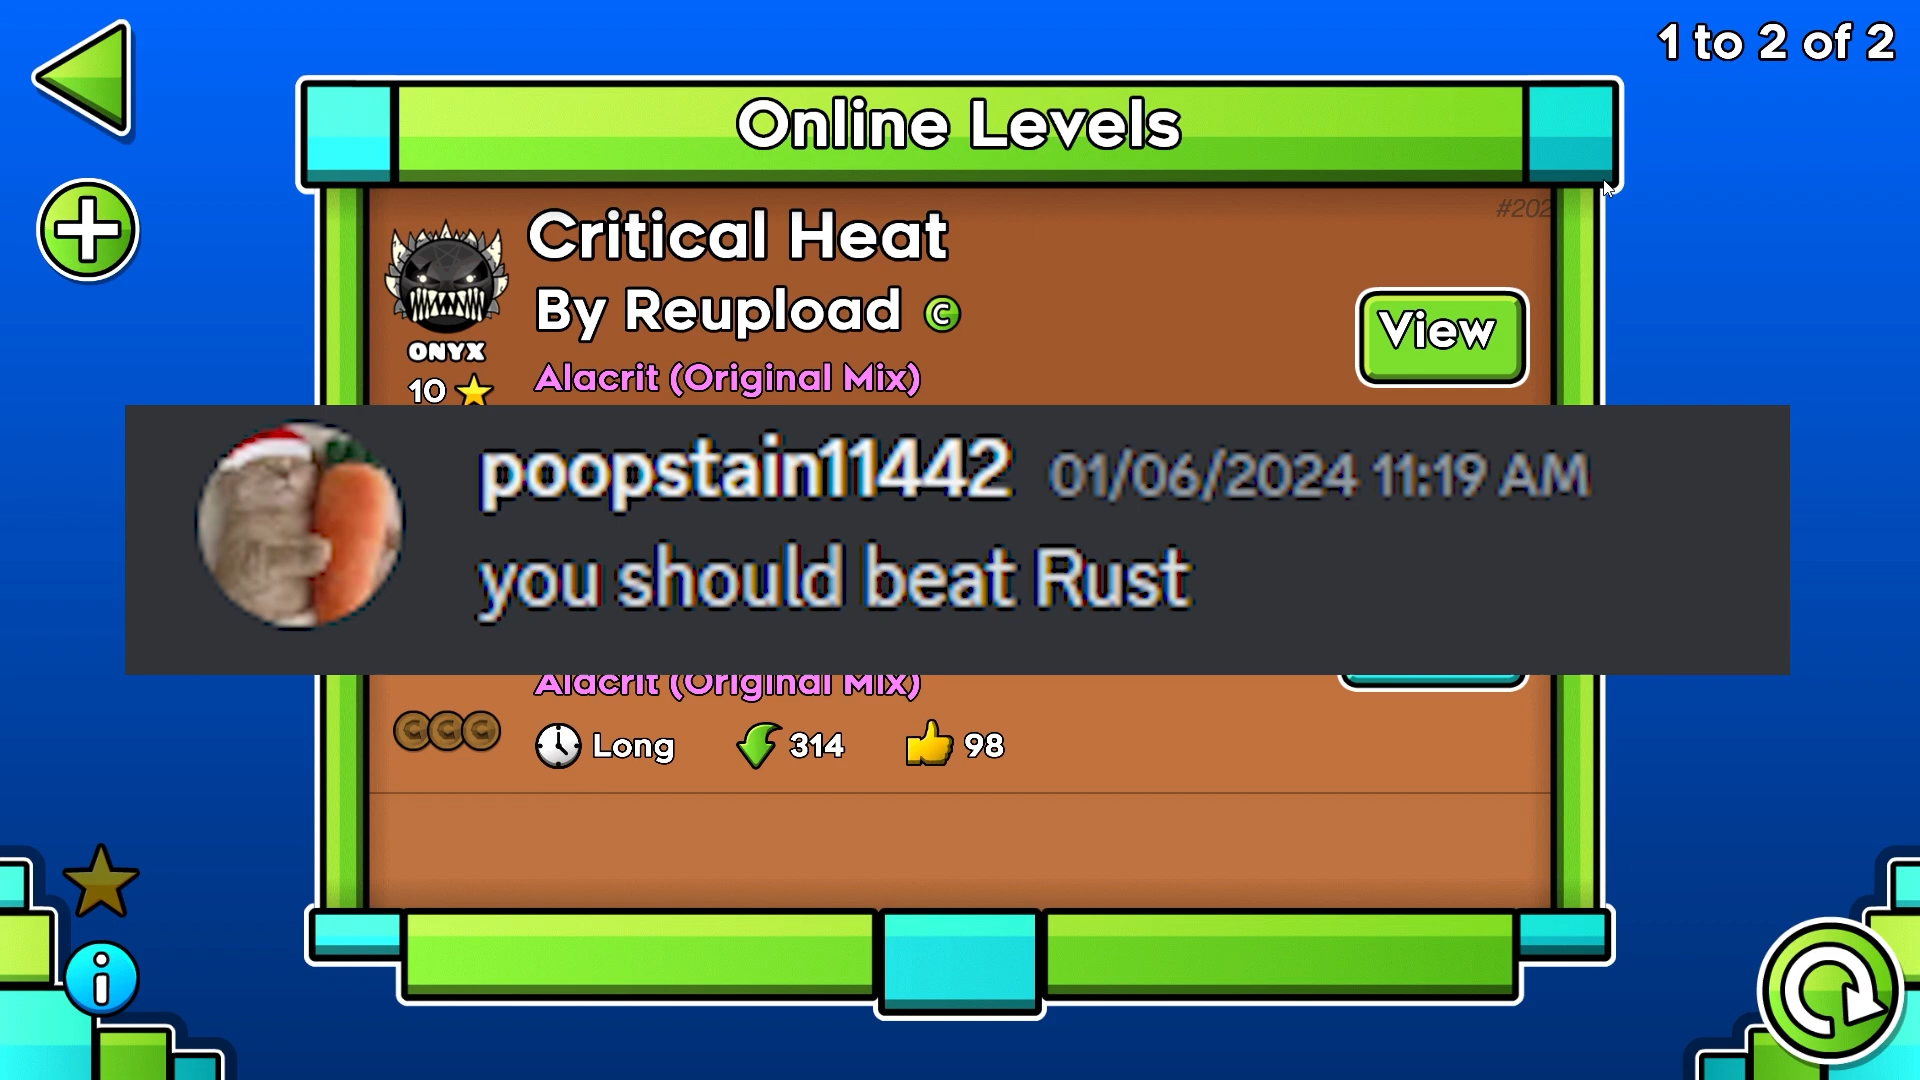 1 to 2 of 2
Online Levels
#202
Critical Heat
By Reupload
ONYX
Alacrit (Original Mix)
View
10
poopstain11442 01/06/2024 11:19 AM
you should beat Rust
Alacrit (Original Mix)
Long 314 98